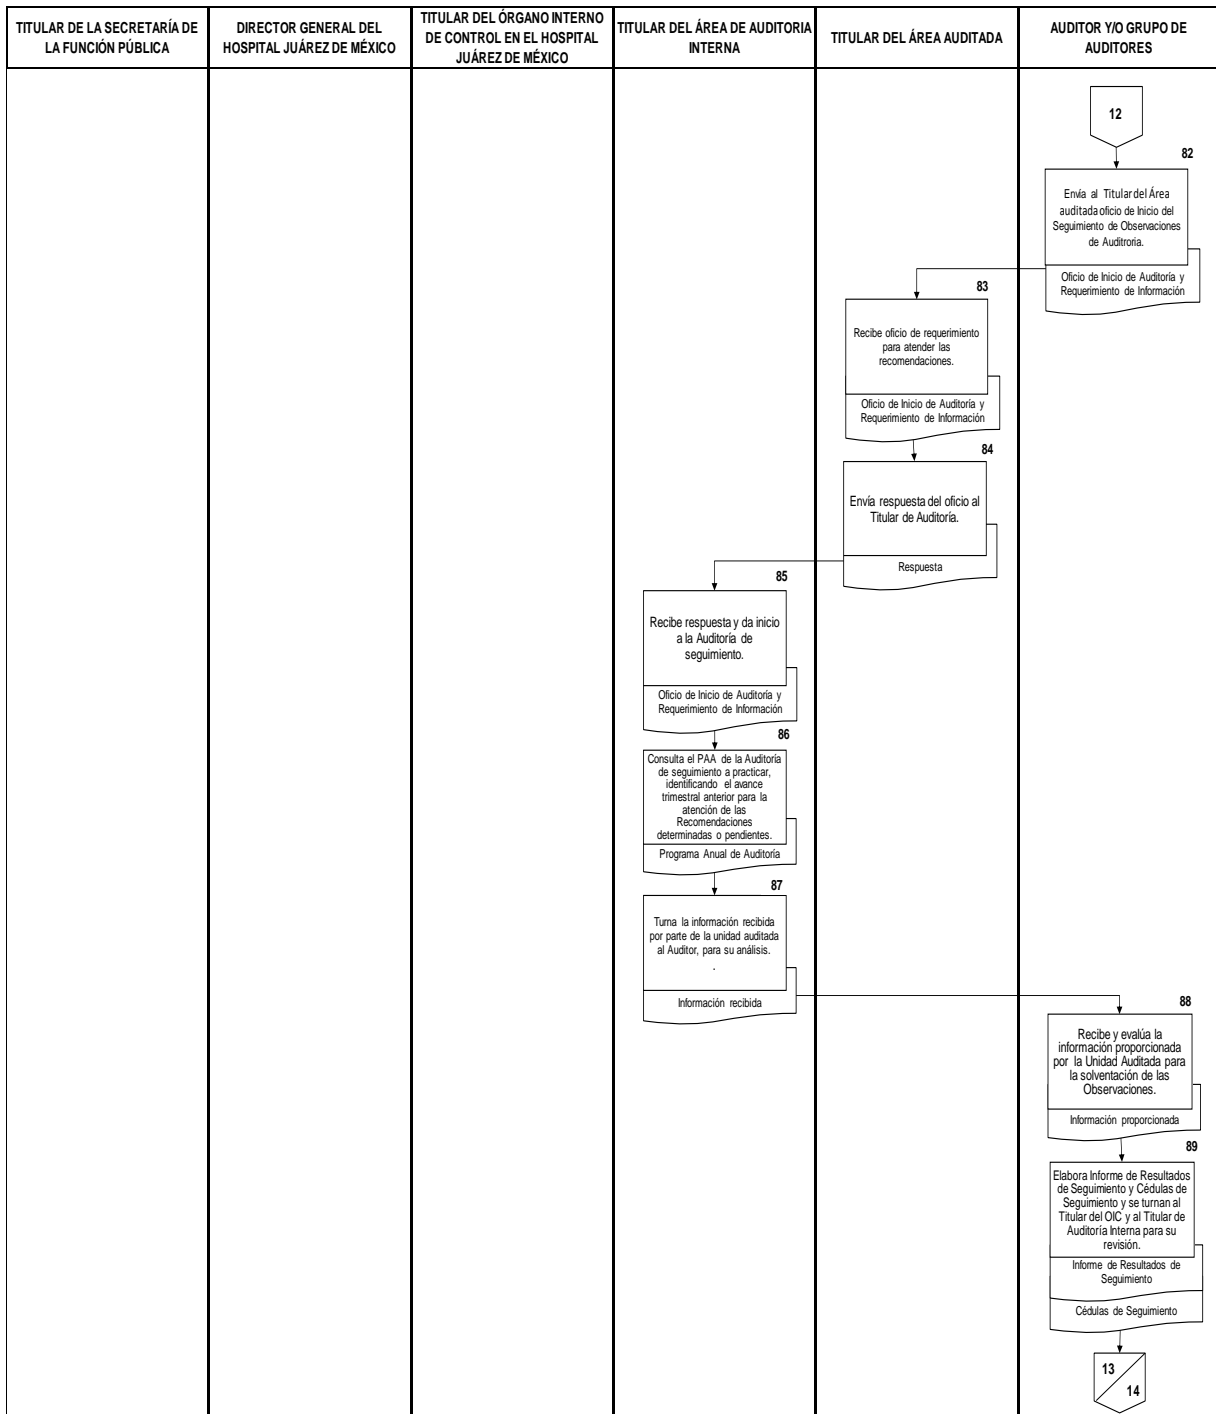 TITULAR DE LA SECRETARÍA DE
LA FUNCIÓN PÚBLICA
DIRECTOR GENERAL DEL
HOSPITAL JUÁREZ DE MÉXICO
TITULAR DEL ÓRGANO INTERNO
DE CONTROL EN EL HOSPITAL
JUÁREZ DE MÉXICO
TITULAR DEL ÁREA DE AUDITORIA
INTERNA
TITULAR DEL ÁREA AUDITADA
AUDITOR Y/O GRUPO DE
AUDITORES
12
82
Envía al Titular del Área
auditada oficio de Inicio del
Seguimiento de Observaciones
de Auditroria.
Oficio de Inicio de Auditoría y
Requerimiento de Información
83
Recibe oficio de requerimiento
para atender las
recomendaciones.
Oficio de Inicio de Auditoría y
Requerimiento de Información
84
Envía respuesta del oficio al
Titular de Auditoría.
Respuesta
85
Recibe respuesta y da inicio
a la Auditoría de
seguimiento.
Oficio de Inicio de Auditoría y
Requerimiento de Información
86
Consulta el PAA de la Auditoría
de seguimiento a practicar,
identificando el avance
trimestral anterior para la
atención de las
Recomendaciones
determinadas o pendientes.
Programa Anual de Auditoría
87
Turna la información recibida
por parte de la unidad auditada
al Auditor, para su análisis.
.
Información recibida
88
Recibe y evalúa la
información proporcionada
por la Unidad Auditada para
la solventación de las
Observaciones.
Información proporcionada
89
Elabora Informe de Resultados
de Seguimiento y Cédulas de
Seguimiento y se turnan al
Titular del OIC y al Titular de
Auditoría Interna para su
revisión.
Informe de Resultados de
Seguimiento
Cédulas de Seguimiento
13
14